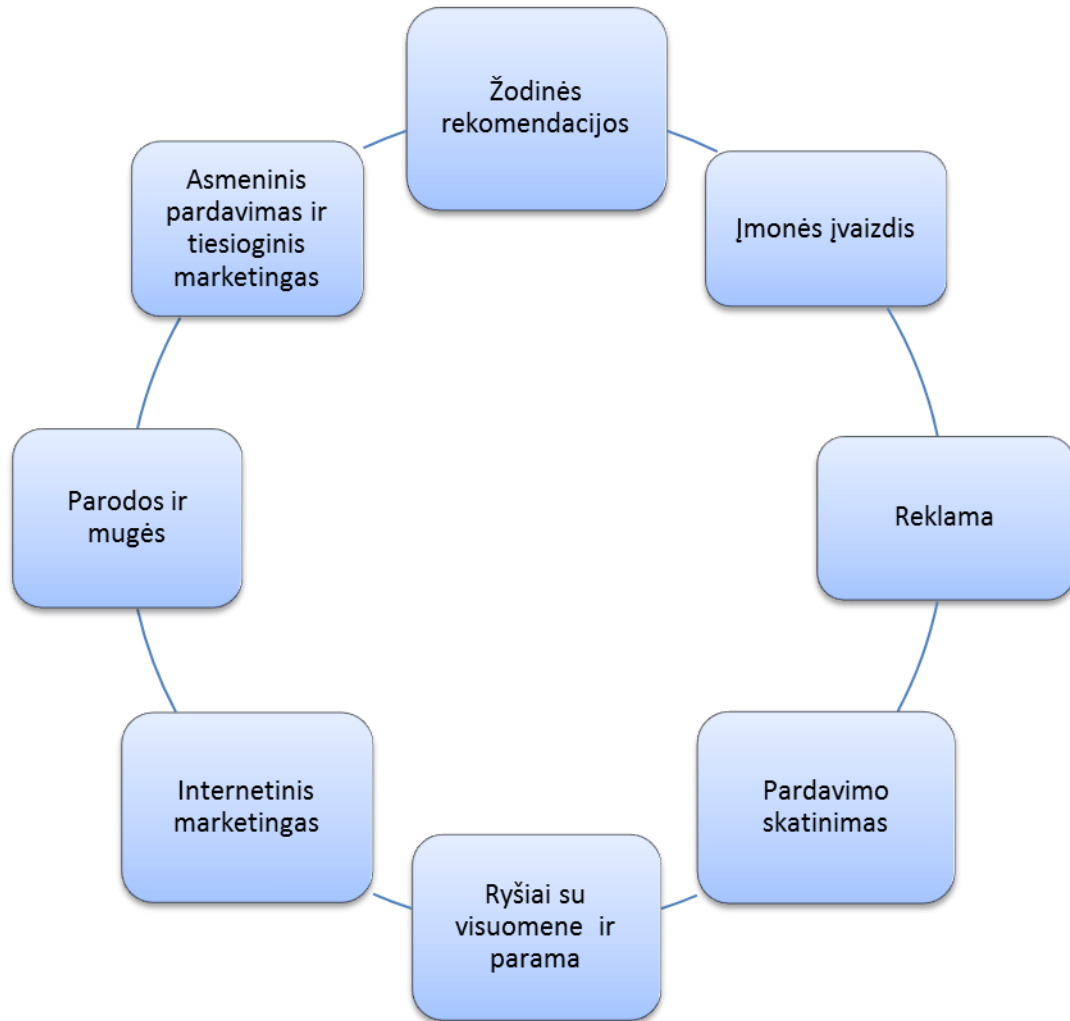 Žodinės
rekomendacijos
Įmonės įvaizdis
Reklama
Pardavimo
skatinimas
Ryšiai su
visuomene ir
parama
Internetinis
marketingas
Parodos ir
mugės
Asmeninis
pardavimas ir
tiesioginis
marketingas